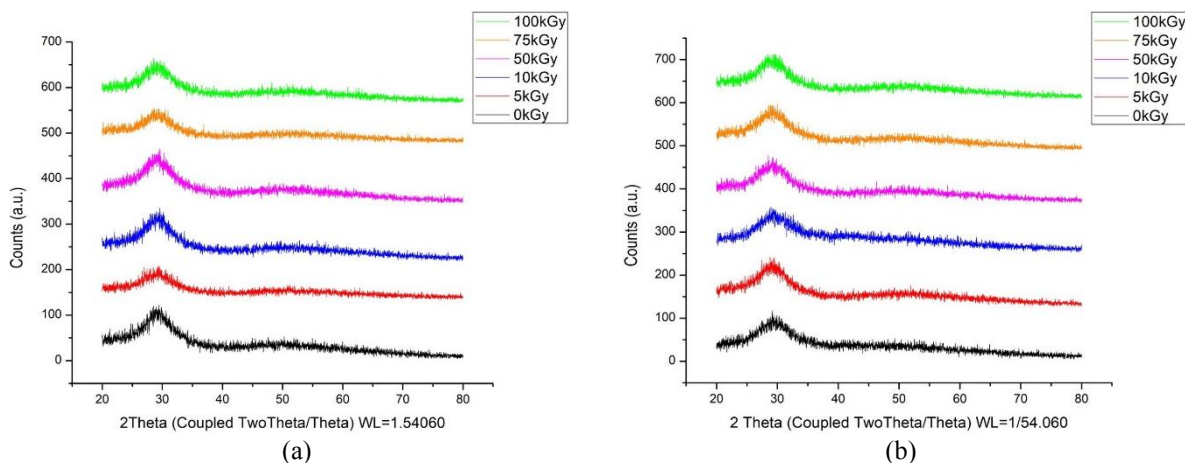 100kGy
75kGy
50kGy
10kGy
5kGy
0kGy
700
600
500
400
300
200
100
0
Counts (a.u.)
20 30 40 50 60 70 80
2Theta (Coupled TwoTheta/Theta) WL=1.54060
(a)
100kGy
75kGy
50kGy
10kGy
5kGy
0kGy
700
600
500
400
300
200
100
0
Counts (a.u.)
20 30 40 50 60 70 80
2 Theta (Coupled TwoTheta/Theta) WL=1/54.060
(b)